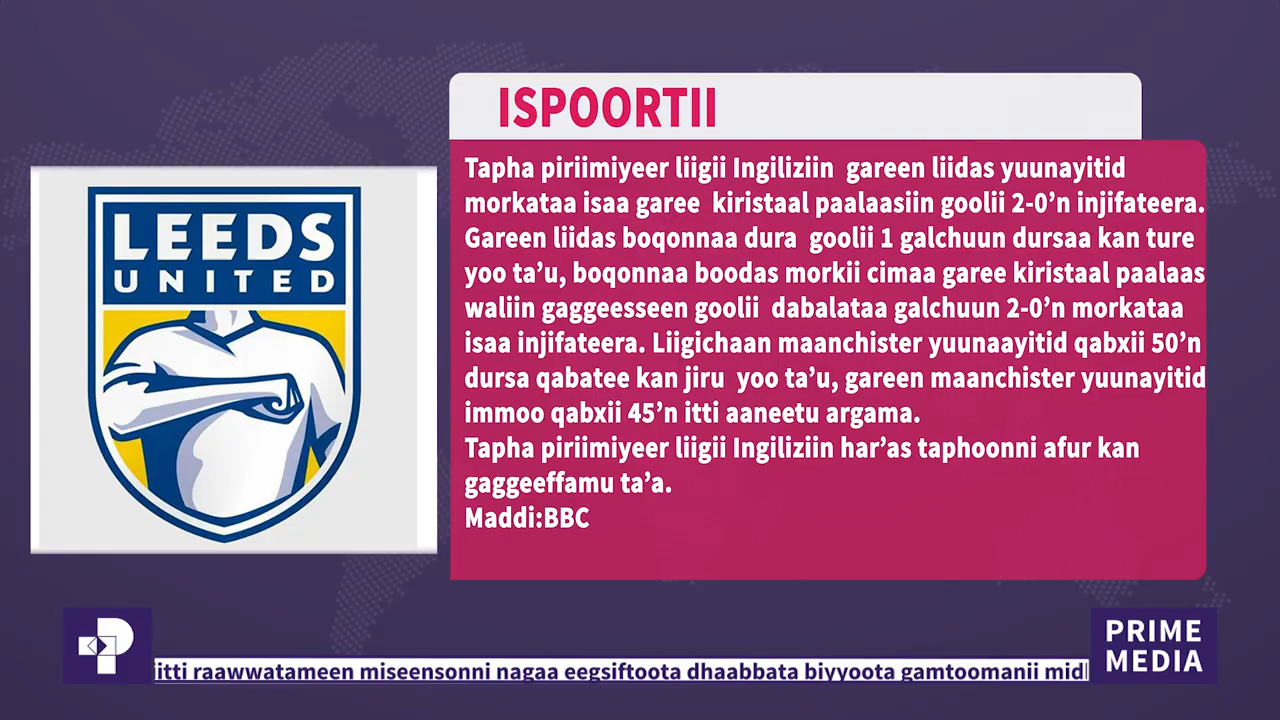 ISPOORTII
LEEDS
UNITED
Tapha piriimiyeer liigii Ingiliziin gareen liidas yuunayitid
morkataa isaa garee kiristaal paalaasiin goolii 2-0’n injifateera.
Gareen liidas boqonnaa dura goolii 1 galchuun dursaa kan ture
yoo ta’u, boqonnaa boodas morkii cimaa garee kiristaal paalaas
waliin gaggeesseen goolii dabalataa galchuun 2-0’n morkataa
isaa injifateera. Liigichaan maanchister yuunaayitid qabxii 50’n
dursa qabatee kan jiru yoo ta’u, gareen maanchister yuunayitid
immoo qabxii 45’n itti aaneetu argama.
Tapha piriimiyeer liigii Ingiliziin har’as taphoonni afur kan
gaggeeffamu ta’a.
Maddi:BBC
PRIME
MEDIA
iitti raawwatameen miseensonni nagaa eegsiftoota dhaabbata biyyoota gamtoomanii